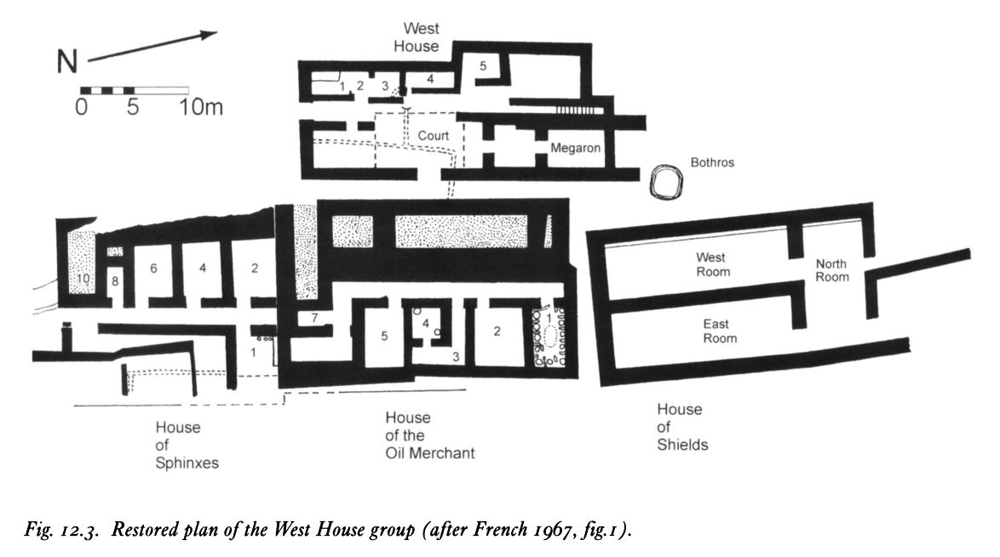 West
House
N
0 5 10m
5
4
1 2 3
Court
Megaron
Bothros
10
8
6
4
2
7
1
5
4
3
2
1
West
Room
North
Room
East
Room
House
of
Sphinxes
House
of the
Oil Merchant
House
of
Shields
Fig. 12.3. Restored plan of the West House group (after French 1967, fig.1).